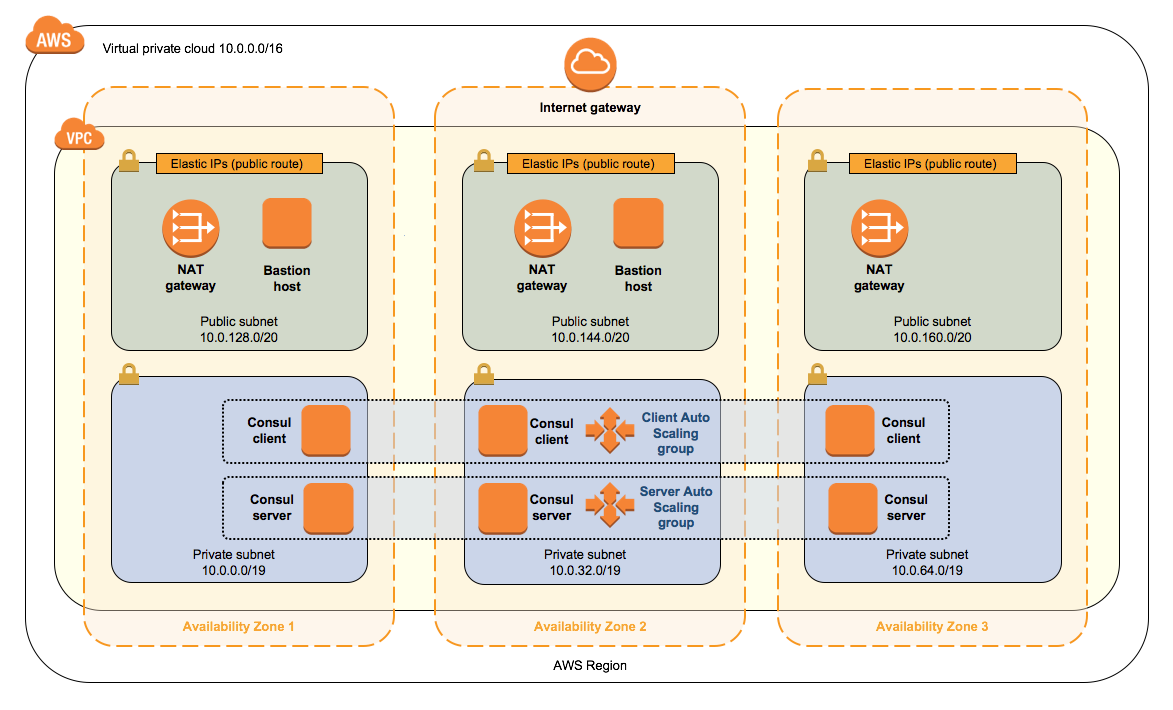 AWS
Virtual private cloud 10.0.0.0/16
Internet gateway
VPC
Elastic IPs (public route)
NAT
gateway
Bastion
host
Public subnet
10.0.128.0/20
Elastic IPs (public route)
NAT
gateway
Bastion
host
Public subnet
10.0.144.0/20
Elastic IPs (public route)
NAT
gateway
Public subnet
10.0.160.0/20
Consul
client
Consul
client
Client Auto
Scaling
group
Consul
client
Consul
server
Consul
server
Server Auto
Scaling
group
Consul
server
Private subnet
10.0.0.0/19
Private subnet
10.0.32.0/19
Private subnet
10.0.64.0/19
Availability Zone 1
Availability Zone 2
Availability Zone 3
AWS Region